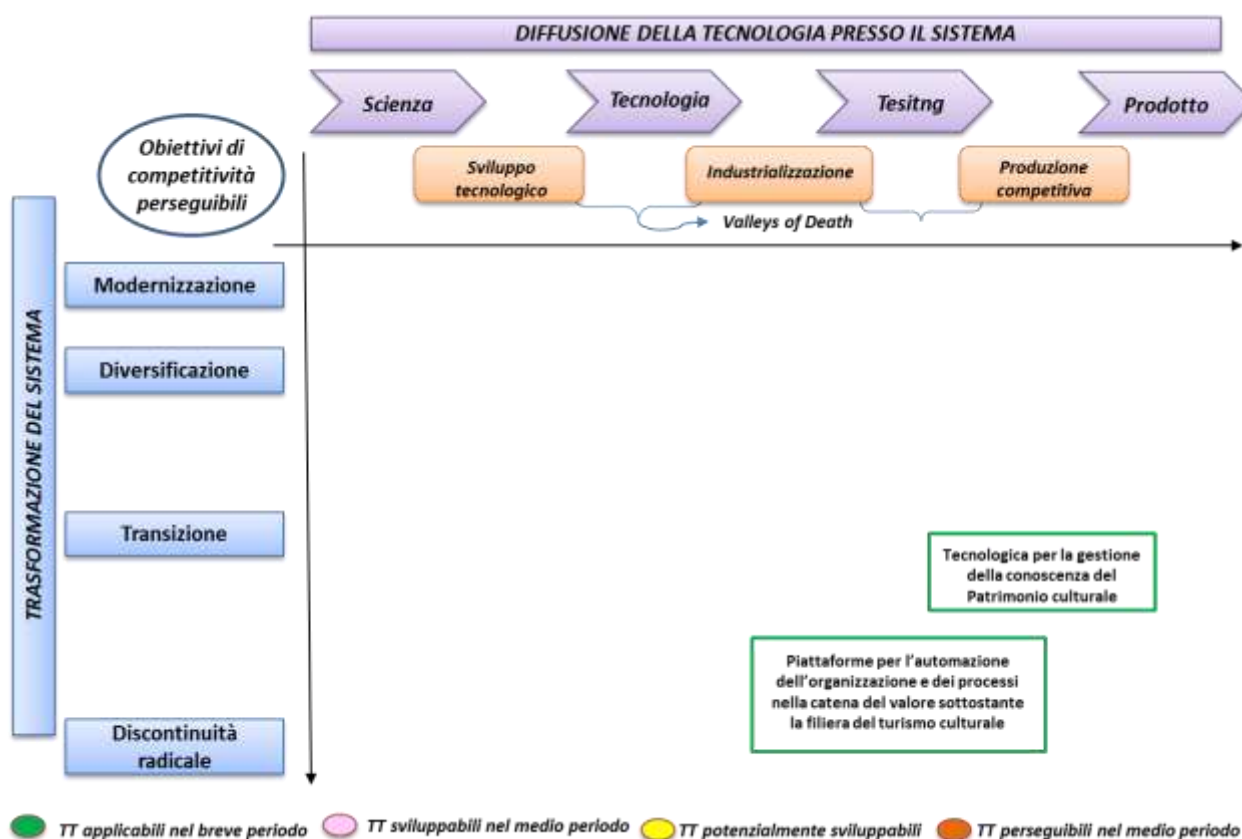 DIFFUSIONE DELLA TECNOLOGIA PRESSO IL SISTEMA
Scienza
Tecnologia
Tesitng
Prodotto
Obiettivi di
competitività
perseguibili
Sviluppo
tecnologico
Industrializzazione
Produzione
competitiva
Valleys of Death
TRASFORMAZIONE DEL SISTEMA
Modernizzazione
Diversificazione
Transizione
Tecnologica per la gestione
della conoscenza del
Patrimonio culturale
Piattaforme per l'automazione
dell'organizzazione e dei processi
nella catena del valore sottostante
la filiera del turismo culturale
Discontinuità
radicale
TT applicabili nel breve periodo
TT sviluppabili nel medio periodo
TT potenzialmente sviluppabili
TT perseguibili nel medio periodo